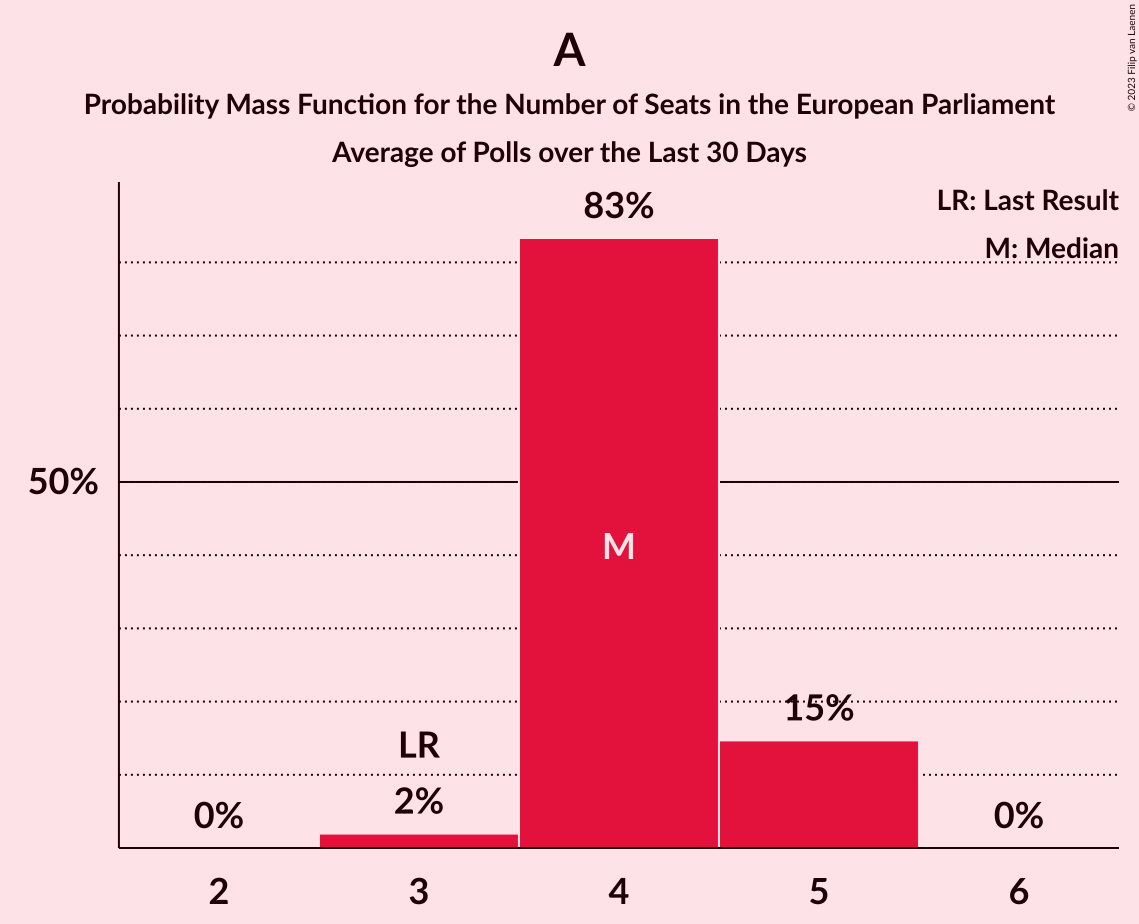 A
Probability Mass Function for the Number of Seats in the European Parliament
Average of Polls over the Last 30 Days
© 2023 Filip van Laenen
LR: Last Result
M: Median
83%
50%
M
15%
LR
2%
0%
0%
2 3 4 5 6